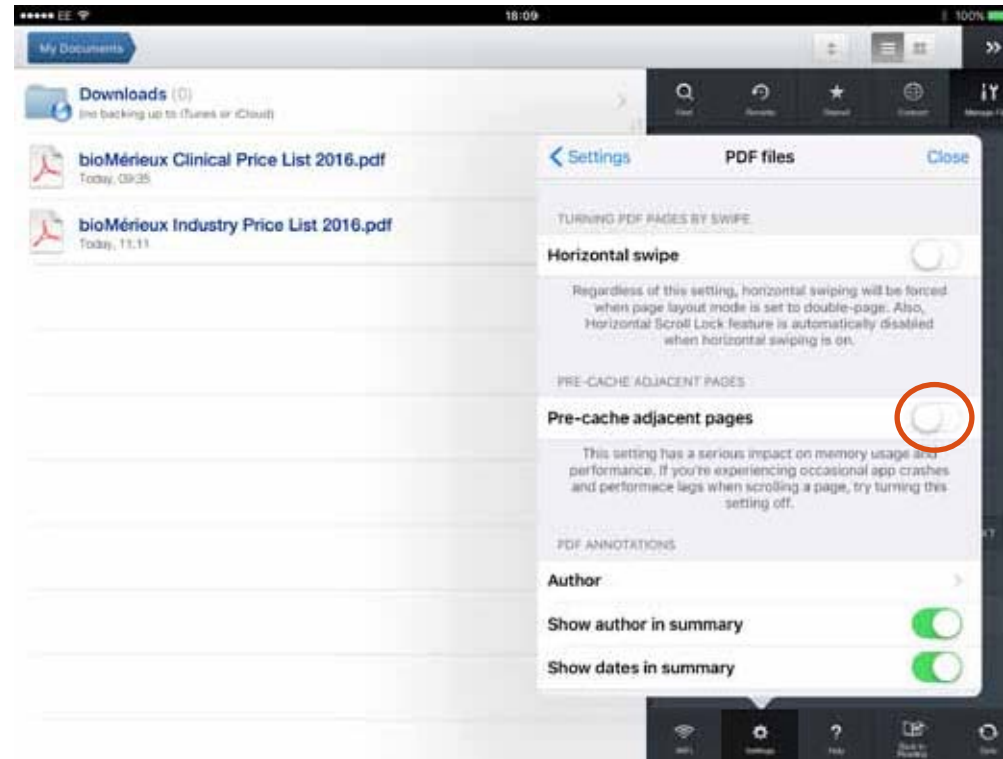 EE
18:09
100%
My Documents
Downloads (0)
(no backing up to iTunes or iCloud)
bioMérieux Clinical Price List 2016.pdf
Today, 09:35
bioMérieux Industry Price List 2016.pdf
Today, 11:11
Settings
PDF files
Close
TURNING PDF PAGES BY SWIPE
Horizontal swipe
Regardless of this setting, horizontal swiping will be forced
when page layout mode is set to double-page. Also,
Horizontal Scroll Lock feature is automatically disabled
when horizontal swiping is on.
PRE-CACHE ADJACENT PAGES
Pre-cache adjacent pages
This setting has a serious impact on memory usage and
performance. If you're experiencing occasional app crashes
and performace lags when scrolling a page, try turning this
setting off.
PDF ANNOTATIONS
Author
Show author in summary
Show dates in summary
Settings
?
Help